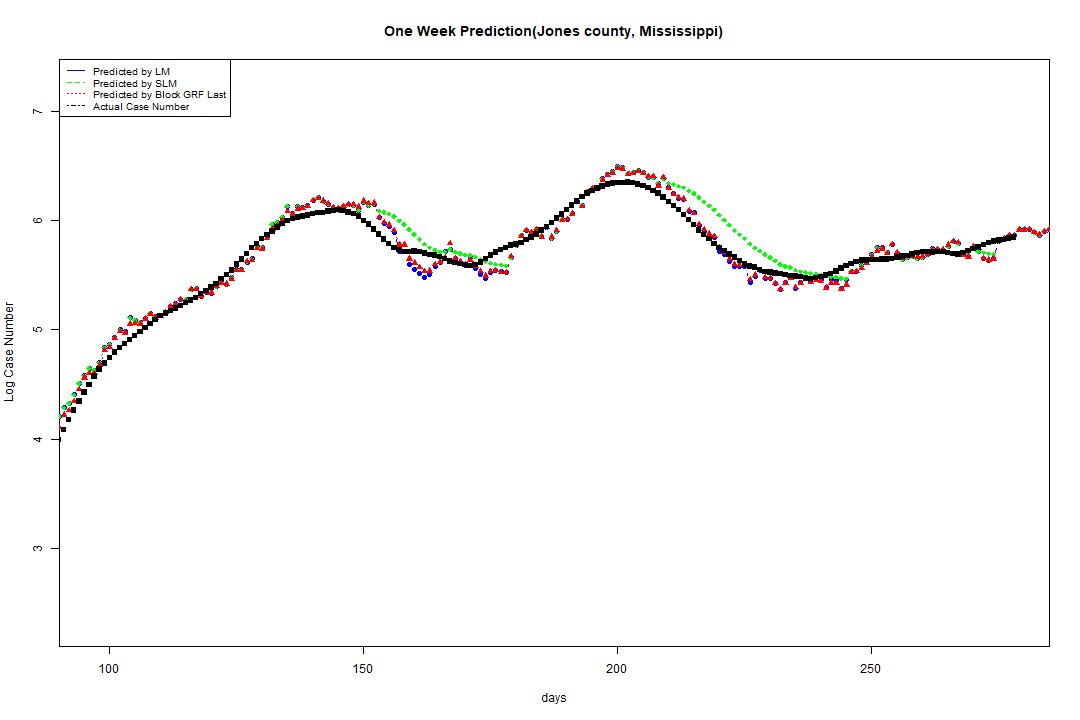 One Week Prediction(Jones county, Mississippi)
Predicted by LM
Predicted by SLM
Predicted by Block GRF Last
Actual Case Number
7
6
5
4
3
Log Case Number
100 150 200 250
days